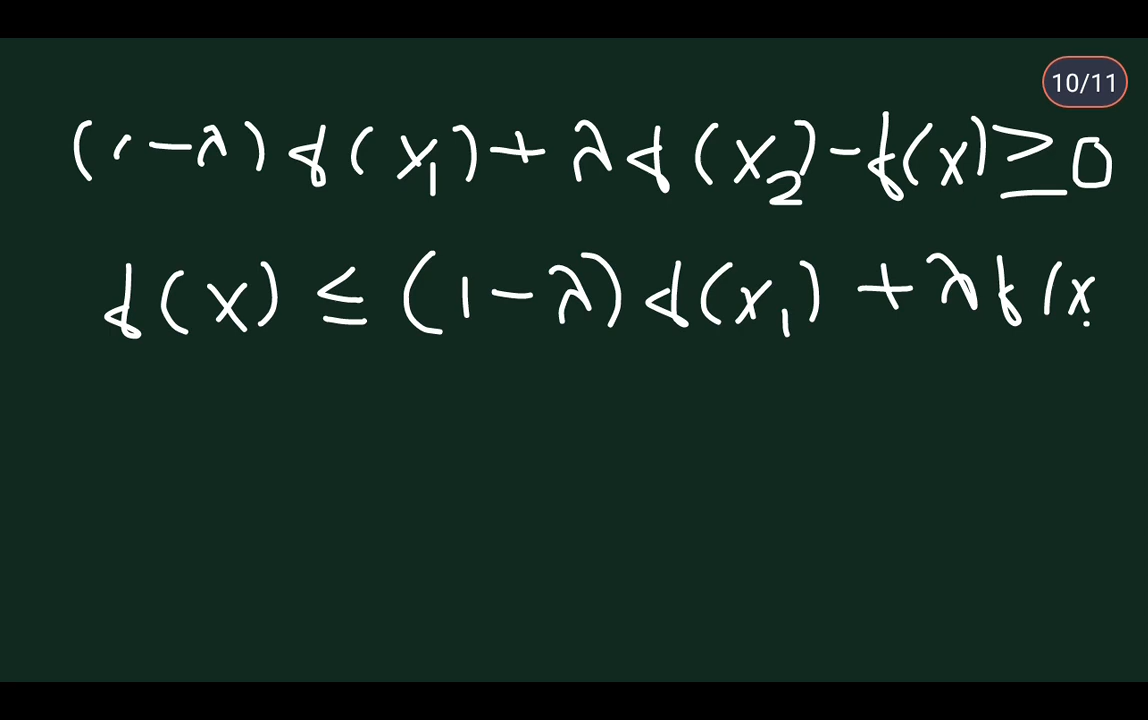 10/11
(1-λ) f(x₁) + λ f(x₂) - f(x) ≥ 0
f(x) ≤ (1-λ) f(x₁) + λ f(x